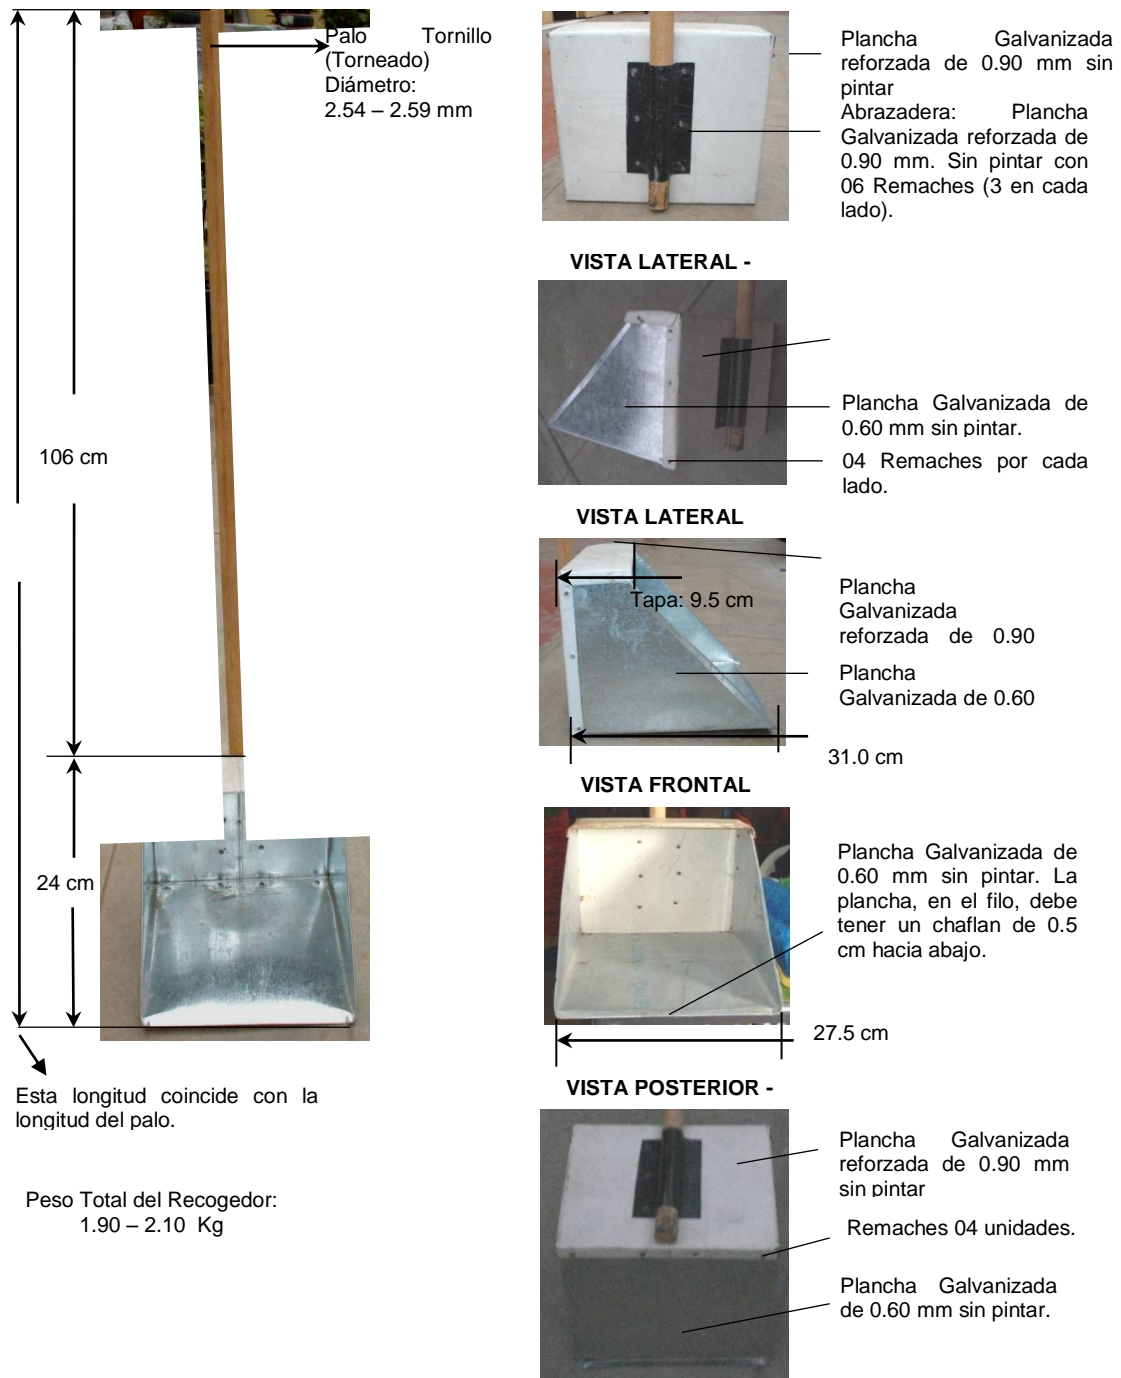 Palo Tornillo
(Torneado)
Diámetro:
2.54 – 2.59 mm
106 cm
24 cm
Esta longitud coincide con la
longitud del palo.
Peso Total del Recogedor:
1.90 – 2.10 Kg
Plancha Galvanizada
reforzada de 0.90 mm sin
pintar
Abrazadera: Plancha
Galvanizada reforzada de
0.90 mm. Sin pintar con
06 Remaches (3 en cada
lado).
VISTA LATERAL -
Plancha Galvanizada de
0.60 mm sin pintar.
04 Remaches por cada
lado.
VISTA LATERAL
Tapa: 9.5 cm
Plancha
Galvanizada
reforzada de 0.90
Plancha
Galvanizada de 0.60
31.0 cm
VISTA FRONTAL
Plancha Galvanizada de
0.60 mm sin pintar. La
plancha, en el filo, debe
tener un chaflan de 0.5
cm hacia abajo.
27.5 cm
VISTA POSTERIOR -
Plancha Galvanizada
reforzada de 0.90 mm
sin pintar
Remaches 04 unidades.
Plancha Galvanizada
de 0.60 mm sin pintar.